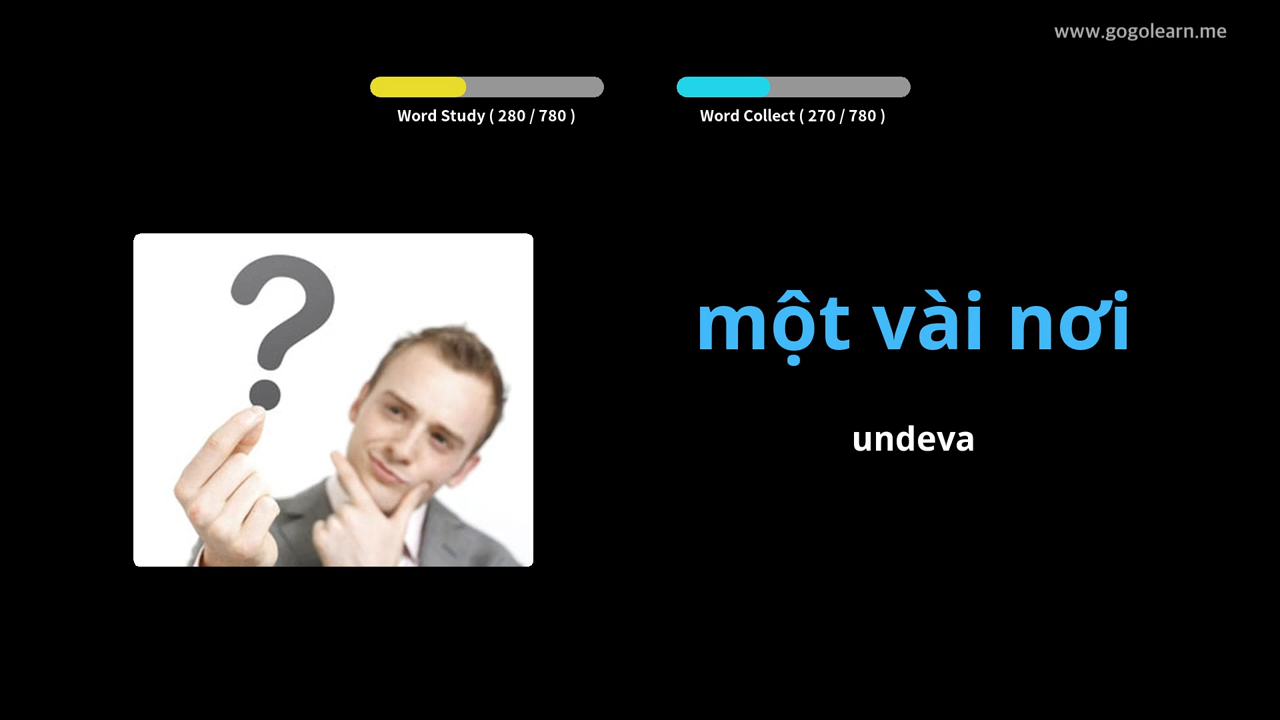 www.gogolearn.me
Word Study ( 280 / 780 )
Word Collect ( 270 / 780 )
một vài nơi
undeva